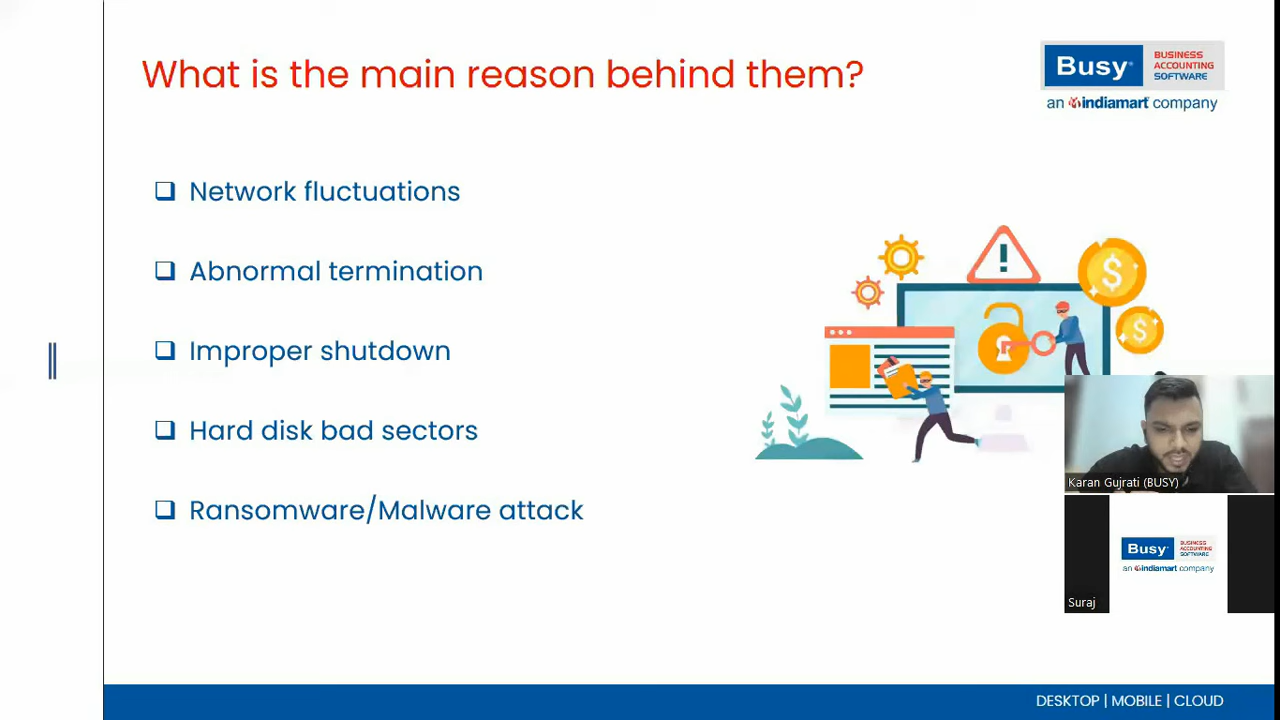 What is the main reason behind them?
Busy
BUSINESS
ACCOUNTING
SOFTWARE
an indiamart company
Network fluctuations
Abnormal termination
Improper shutdown
Hard disk bad sectors
Ransomware/Malware attack
Karan Gujrati (BUSY)
Busy
BUSINESS
ACCOUNTING
SOFTWARE
an indiamart company
Suraj
DESKTOP | MOBILE | CLOUD